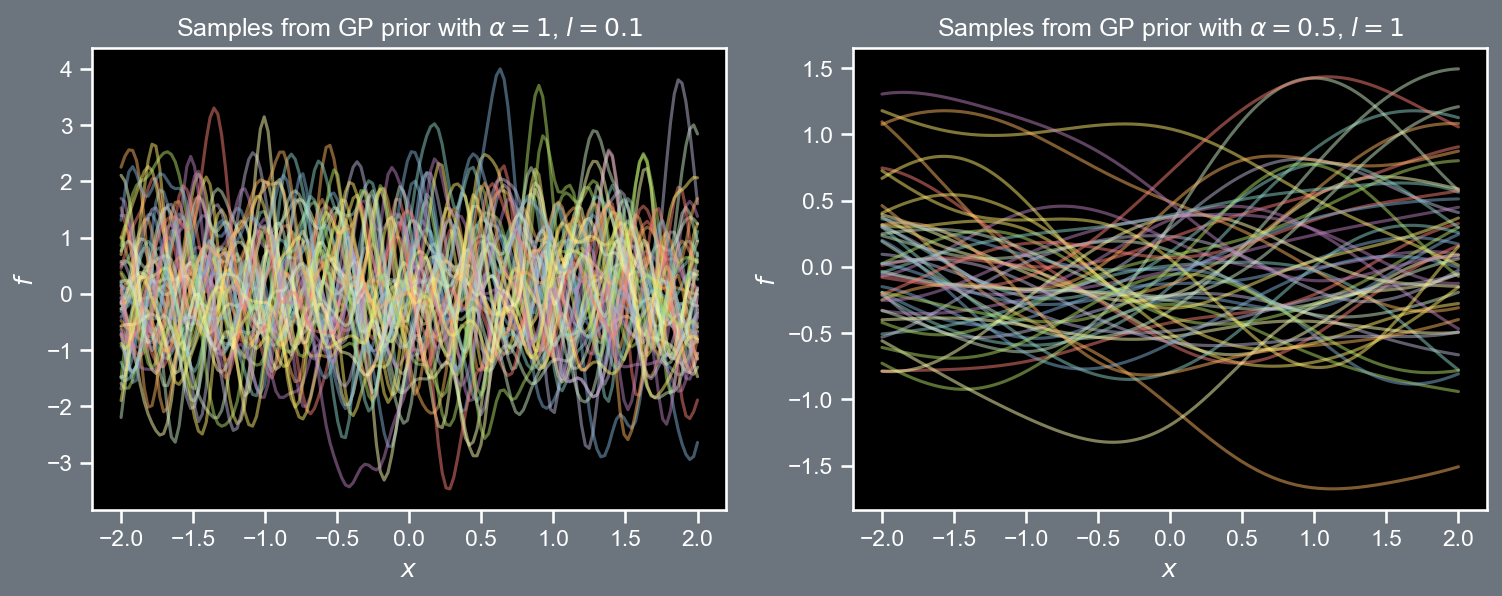 Samples from GP prior with α = 1, l = 0.1
4
3
2
1
0
−1
−2
−3
f
−2.0 −1.5 −1.0 −0.5 0.0 0.5 1.0 1.5 2.0
x
Samples from GP prior with α = 0.5, l = 1
1.5
1.0
0.5
0.0
−0.5
−1.0
−1.5
f
−2.0 −1.5 −1.0 −0.5 0.0 0.5 1.0 1.5 2.0
x